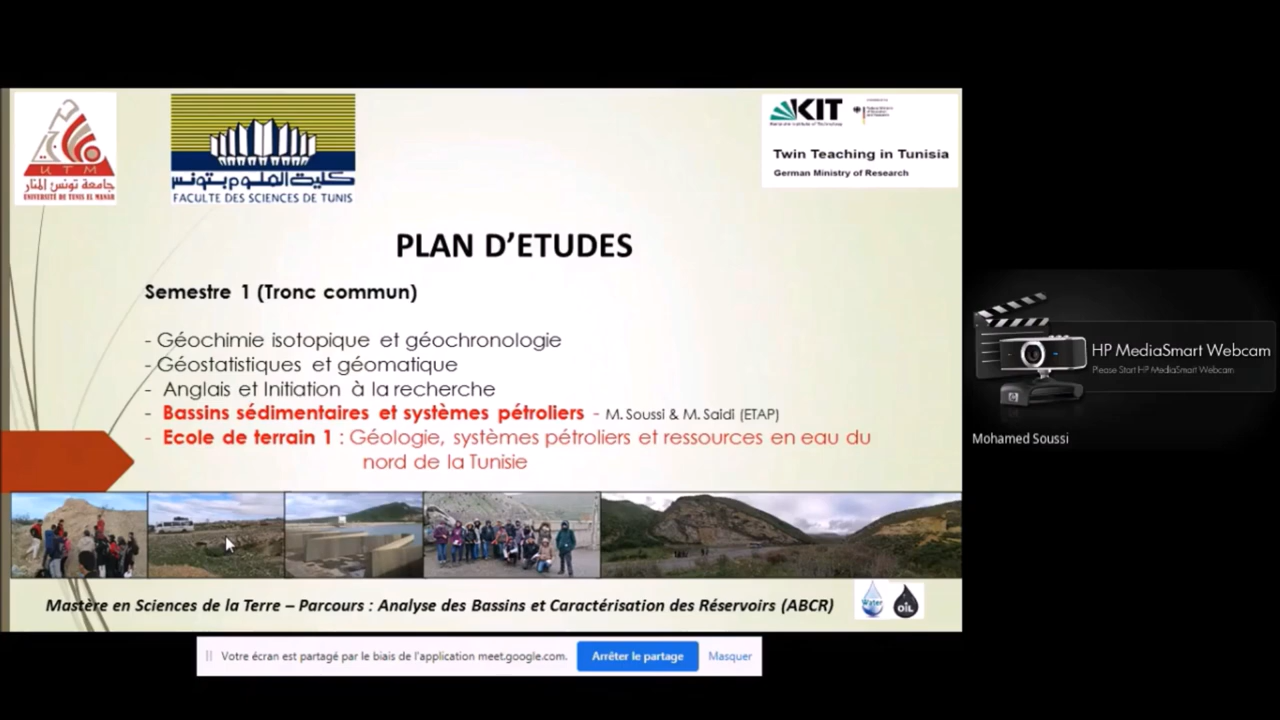 UTM
جامعة تونس المنار
UNIVERSITÉ DE TUNIS EL MANAR
كلية العلوم بتونس
FACULTE DES SCIENCES DE TUNIS
KIT
Karlsruhe Institute of Technology
Twin Teaching in Tunisia
German Ministry of Research
PLAN D'ETUDES
Semestre 1 (Tronc commun)
- Géochimie isotopique et géochronologie
- Géostatistiques et géomatique
- Anglais et Initiation à la recherche
- Bassins sédimentaires et systèmes pétroliers - M. Soussi & M. Saidi (ETAP)
- Ecole de terrain 1 : Géologie, systèmes pétroliers et ressources en eau du
nord de la Tunisie
Mastère en Sciences de la Terre – Parcours : Analyse des Bassins et Caractérisation des Réservoirs (ABCR)
Water
OIL
HP MediaSmart Webcam
Please Start HP MediaSmart Webcam
Mohamed Soussi
Votre écran est partagé par le biais de l'application meet.google.com.
Arrêter le partage
Masquer